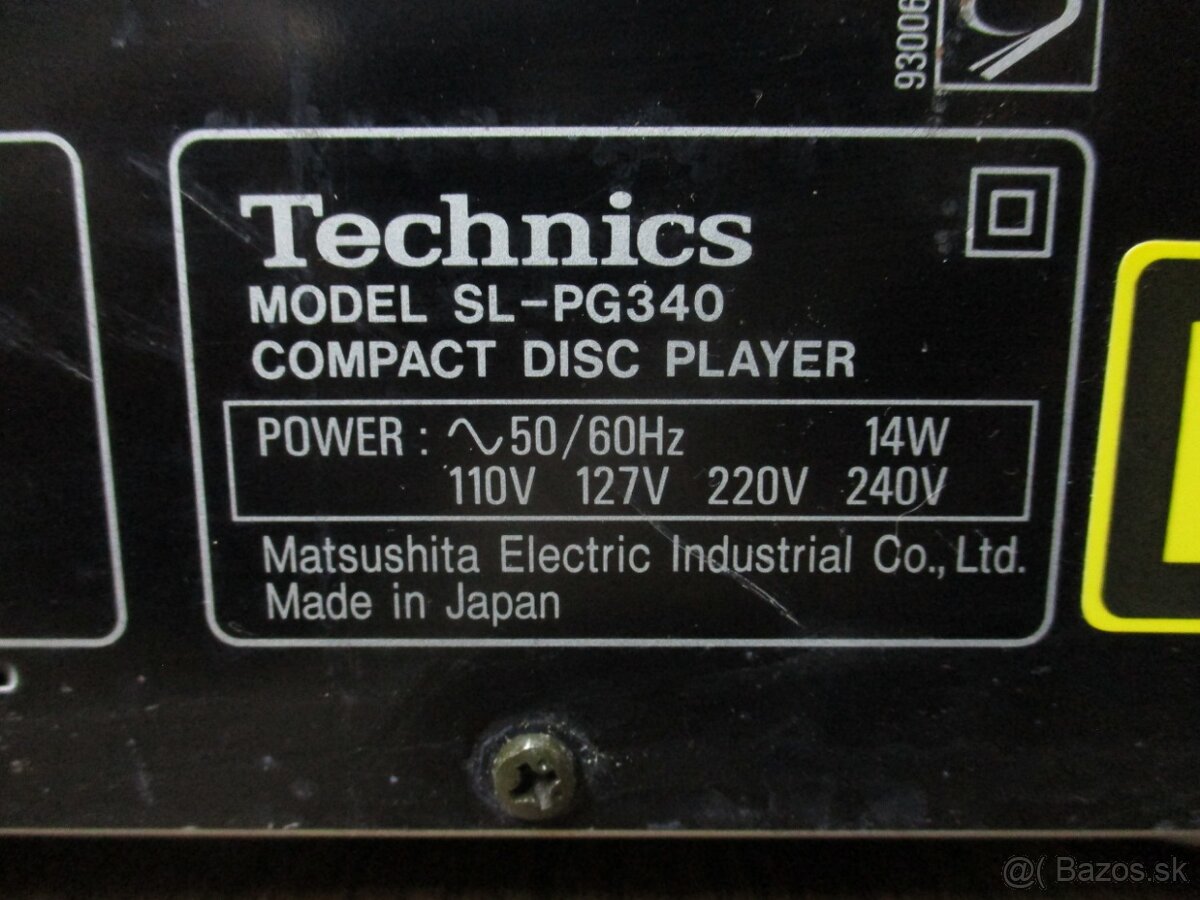 93006
Technics
MODEL SL-PG340
COMPACT DISC PLAYER
POWER : ∿50/60Hz 14W
110V 127V 220V 240V
Matsushita Electric Industrial Co., Ltd.
Made in Japan
@( Bazos.sk